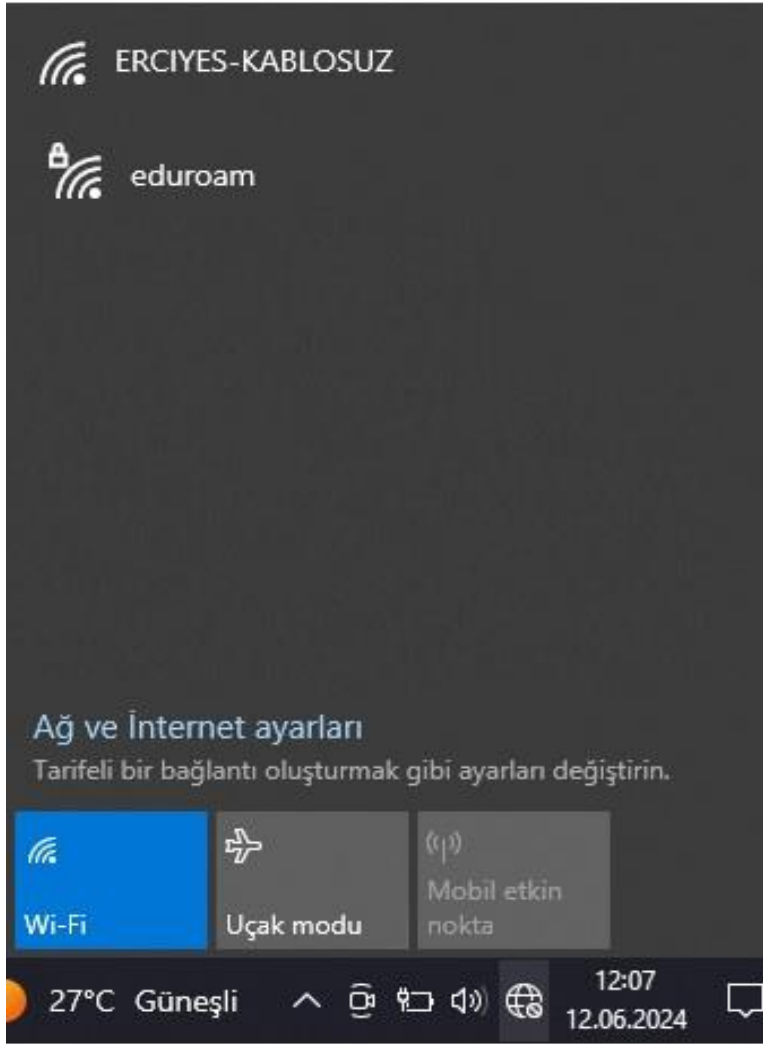 ERCIYES-KABLOSUZ
eduroam
Ağ ve İnternet ayarları
Tarifeli bir bağlantı oluşturmak gibi ayarları değiştirin.
Wi-Fi
Uçak modu
Mobil etkin
nokta
27°C Güneşli
12:07
12.06.2024